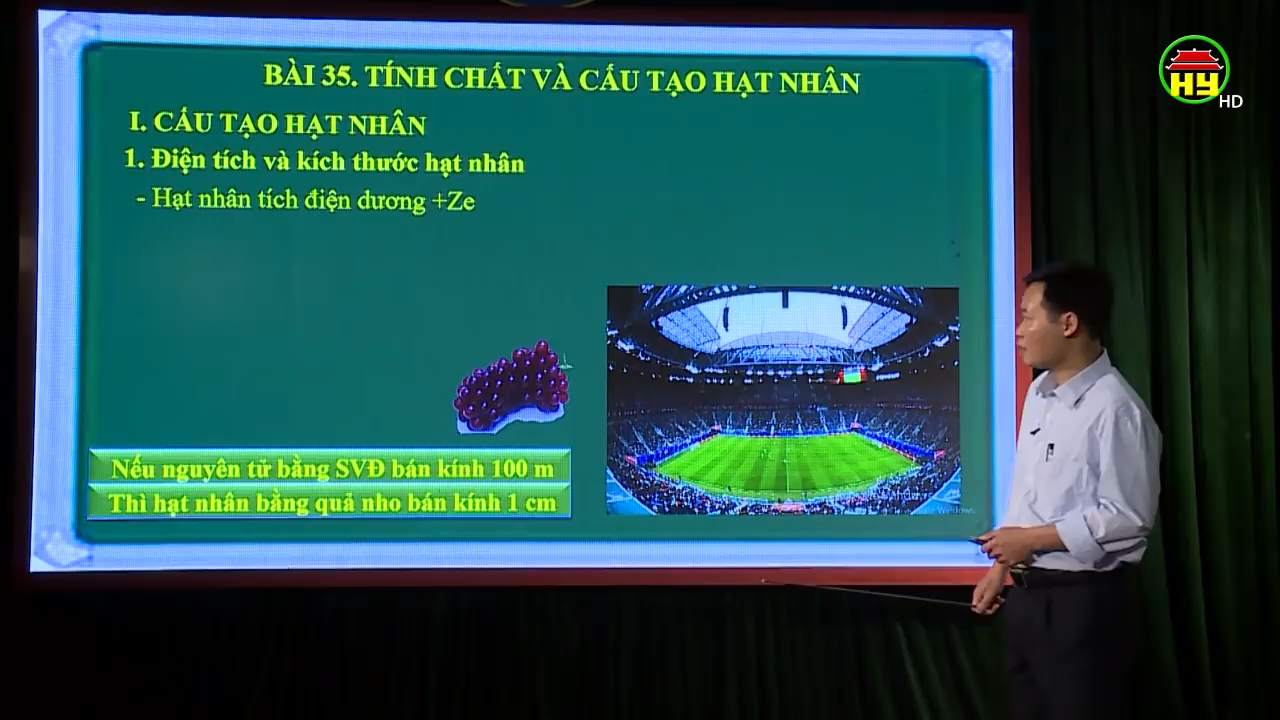 BÀI 35. TÍNH CHẤT VÀ CẤU TẠO HẠT NHÂN
I. CẤU TẠO HẠT NHÂN
1. Điện tích và kích thước hạt nhân
- Hạt nhân tích điện dương +Ze
Nếu nguyên tử bằng SVĐ bán kính 100 m
Thì hạt nhân bằng quả nho bán kính 1 cm
HY
HD